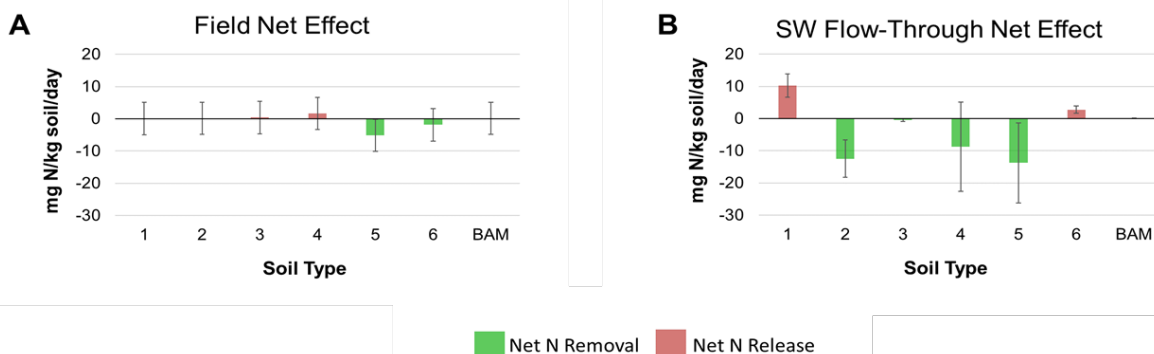 A
Field Net Effect
mg N/kg soil/day
20
10
0
-10
-20
-30
1 2 3 4 5 6 BAM
Soil Type
B
SW Flow-Through Net Effect
mg N/kg soil/day
20
10
0
-10
-20
-30
1 2 3 4 5 6 BAM
Soil Type
Net N Removal
Net N Release